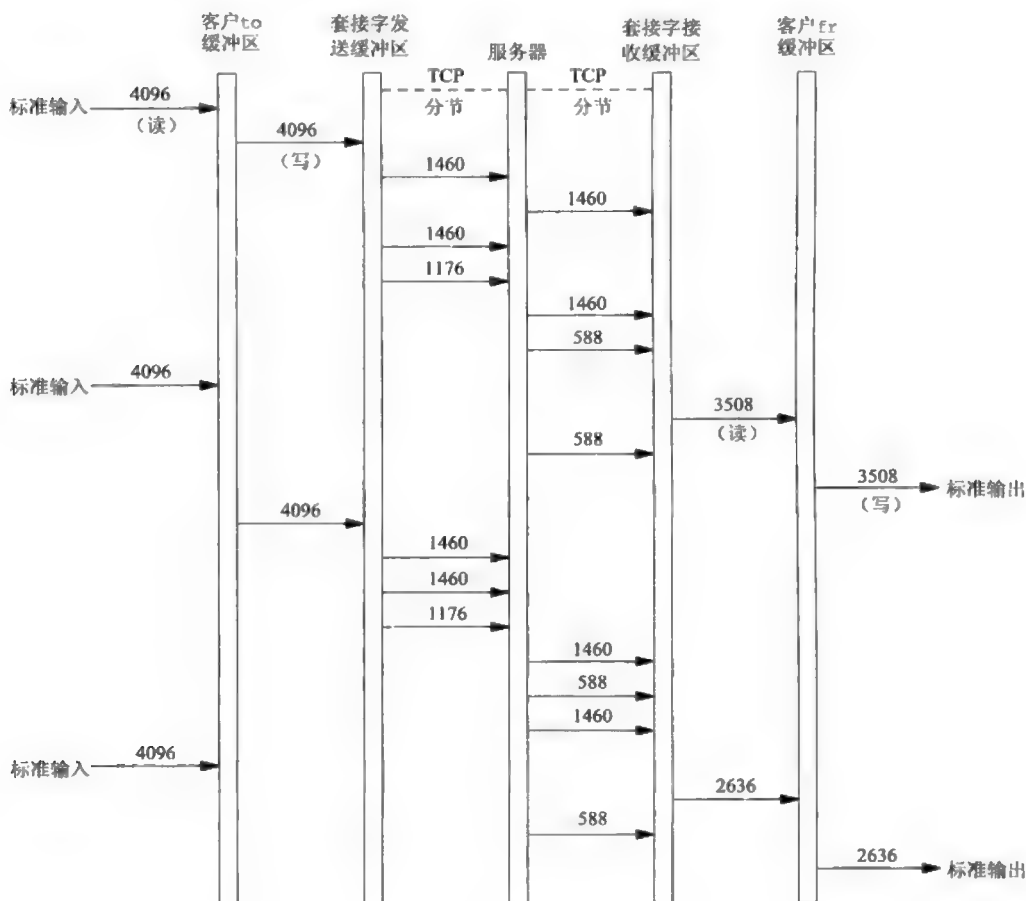 客户to
缓冲区
套接字发
送缓冲区
服务器
套接字接
收缓冲区
客户fr
缓冲区
TCP
分节
TCP
分节
标准输入
4096
(读)
4096
(写)
1460
1460
1460
1176
1460
588
标准输入
4096
3508
(读)
588
3508
(写)
标准输出
4096
1460
1460
1176
1460
588
1460
标准输入
4096
2636
588
2636
标准输出